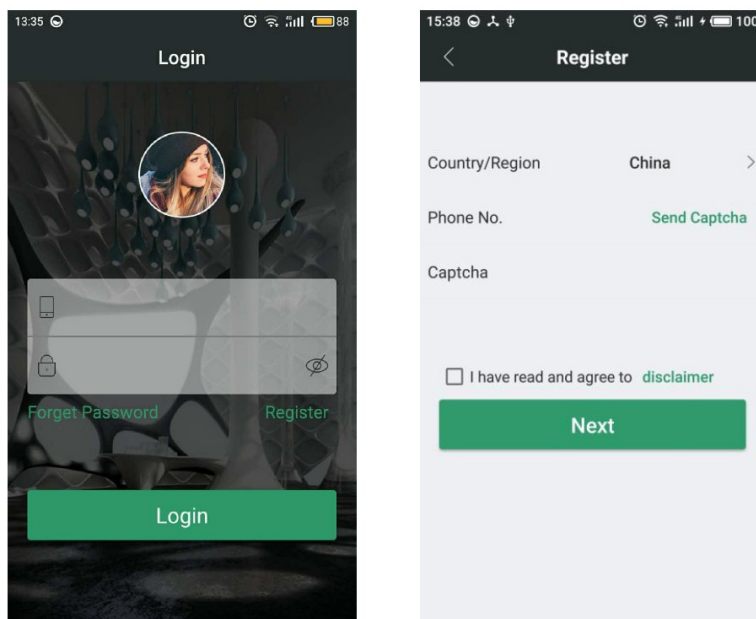 13:35
88
Login
Forget Password
Register
Login
15:38
100
Register
Country/Region
China
Phone No.
Send Captcha
Captcha
I have read and agree to disclaimer
Next